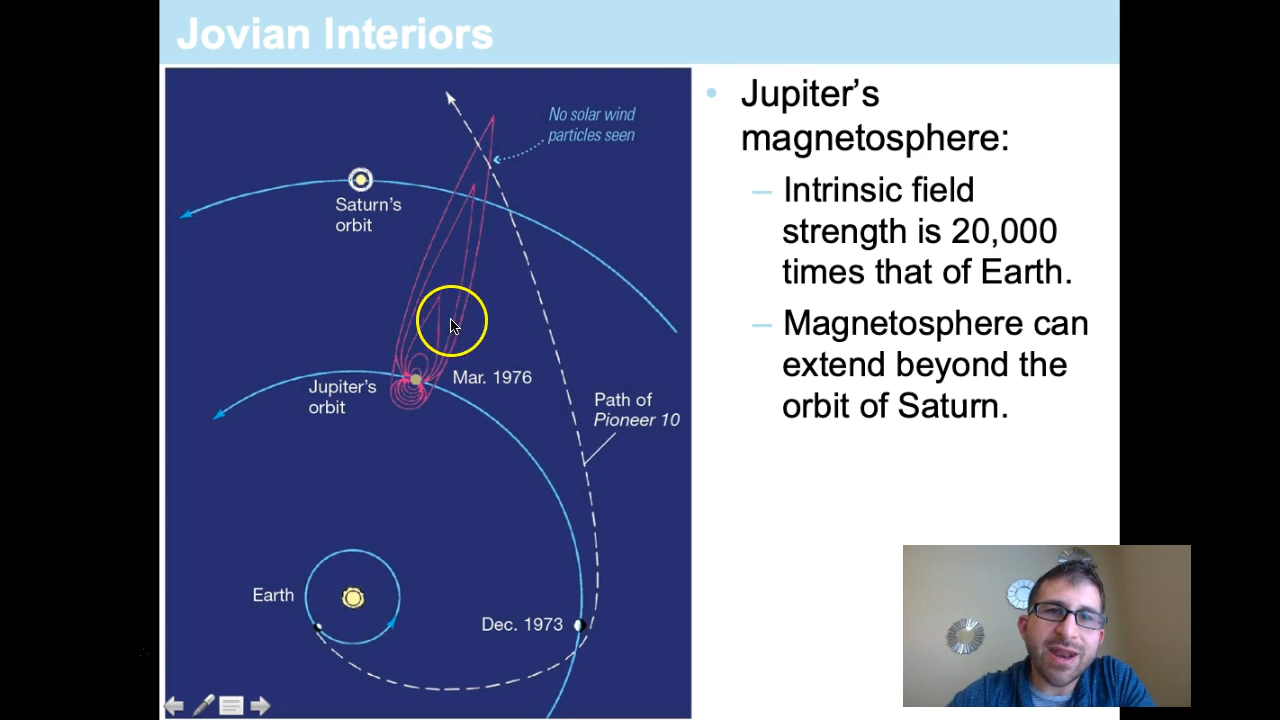 Jovian Interiors
No solar wind
particles seen
Saturn's
orbit
Jupiter's
orbit
Mar. 1976
Path of
Pioneer 10
Earth
Dec. 1973
• Jupiter's
magnetosphere:
– Intrinsic field
strength is 20,000
times that of Earth.
– Magnetosphere can
extend beyond the
orbit of Saturn.